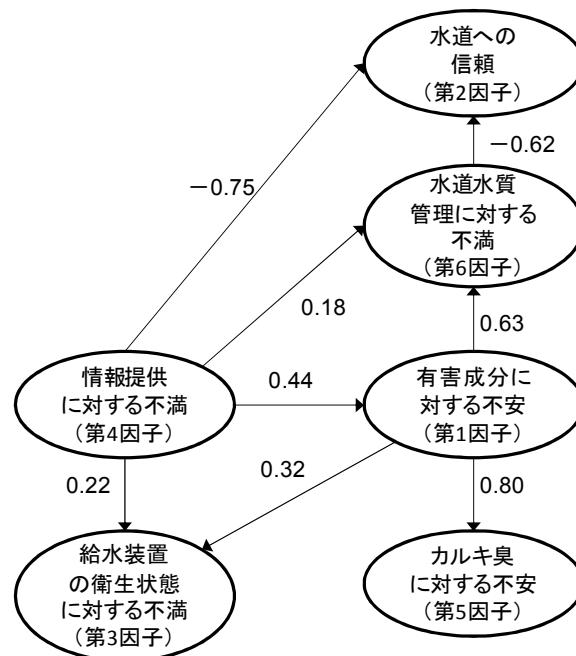 水道への
信頼
（第2因子）
－0.75
－0.62
水道水質
管理に対する
不満
（第6因子）
0.18
0.63
情報提供
に対する不満
（第4因子）
0.44
有害成分に
対する不安
（第1因子）
0.22
0.32
0.80
給水装置
の衛生状態
に対する不満
（第3因子）
カルキ臭
に対する不安
（第5因子）